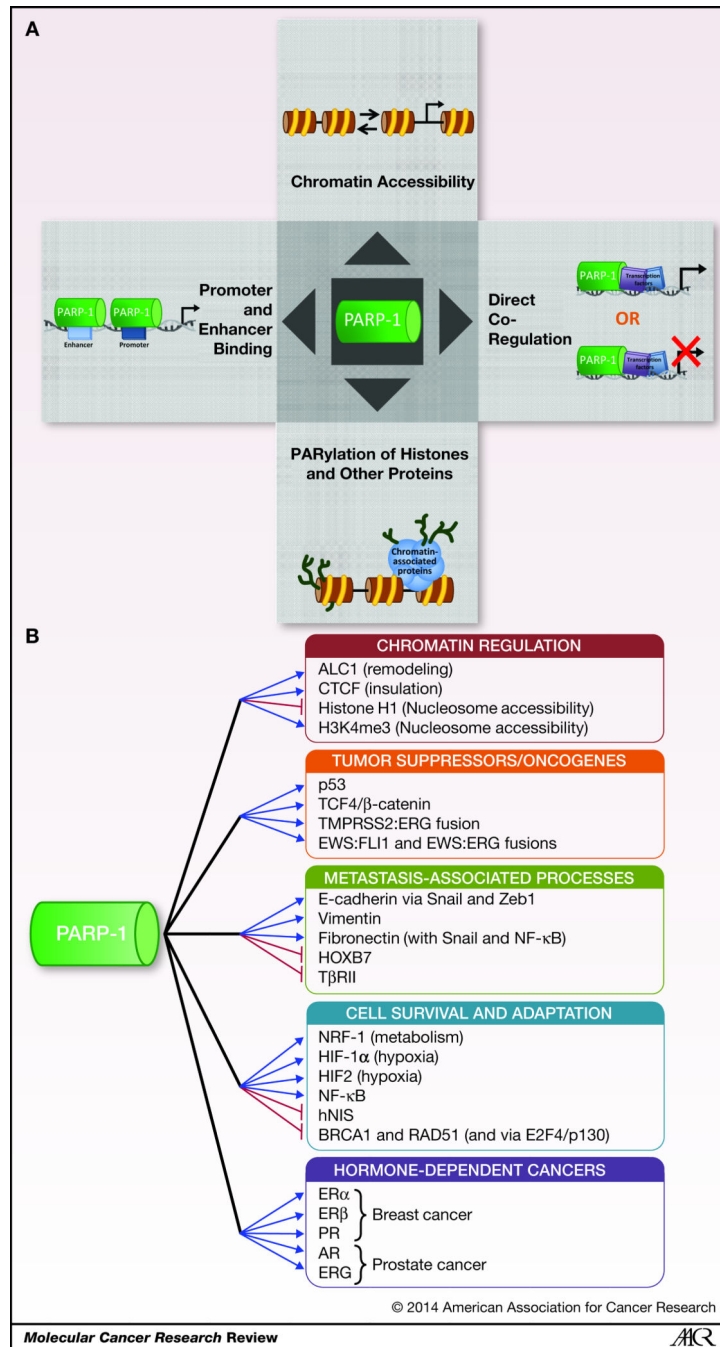 A
Chromatin Accessibility
Promoter
and
Enhancer
Binding
PARP-1
PARP-1
Enhancer
Promoter
PARP-1
Direct
Co-
Regulation
PARP-1
Transcription
factors
OR
PARP-1
Transcription
factors
PARylation of Histones
and Other Proteins
Chromatin-
associated
proteins
B
PARP-1
CHROMATIN REGULATION
ALC1 (remodeling)
CTCF (insulation)
Histone H1 (Nucleosome accessibility)
H3K4me3 (Nucleosome accessibility)
TUMOR SUPPRESSORS/ONCOGENES
p53
TCF4/β-catenin
TMPRSS2:ERG fusion
EWS:FLI1 and EWS:ERG fusions
METASTASIS-ASSOCIATED PROCESSES
E-cadherin via Snail and Zeb1
Vimentin
Fibronectin (with Snail and NF-κB)
HOXB7
TβRII
CELL SURVIVAL AND ADAPTATION
NRF-1 (metabolism)
HIF-1α (hypoxia)
HIF2 (hypoxia)
NF-κB
hNIS
BRCA1 and RAD51 (and via E2F4/p130)
HORMONE-DEPENDENT CANCERS
ERα
ERβ
PR
Breast cancer
AR
ERG
Prostate cancer
© 2014 American Association for Cancer Research
Molecular Cancer Research Review
AACR